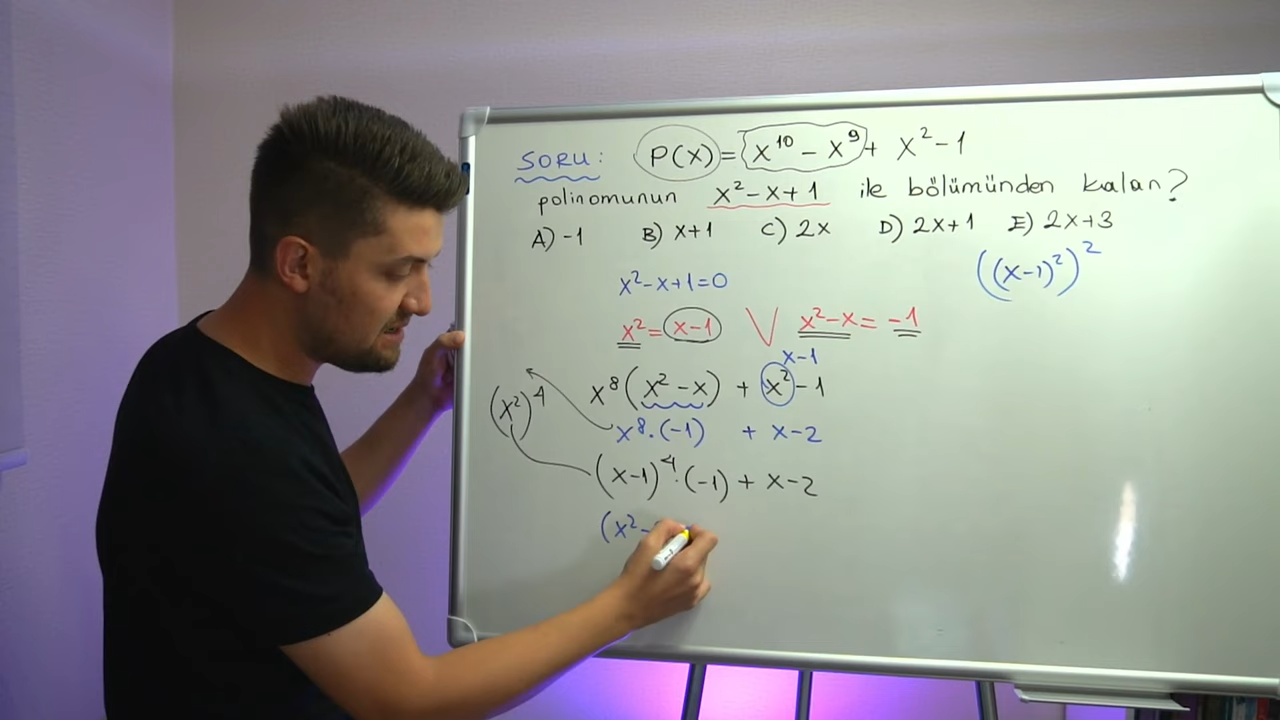 SORU: P(X) = x¹⁰ - x⁹ + x² - 1
polinomunun x² - x + 1 ile bölümünden kalan?
A) -1 B) x+1 C) 2x D) 2x+1 E) 2x+3
((x-1)²)²
x² - x + 1 = 0
x² = x-1 V x² - x = -1
x-1
x⁸(x² - x) + x² - 1
(x²)⁴
x⁸.(-1) + x - 2
(x-1)⁴.(-1) + x - 2
(x² -